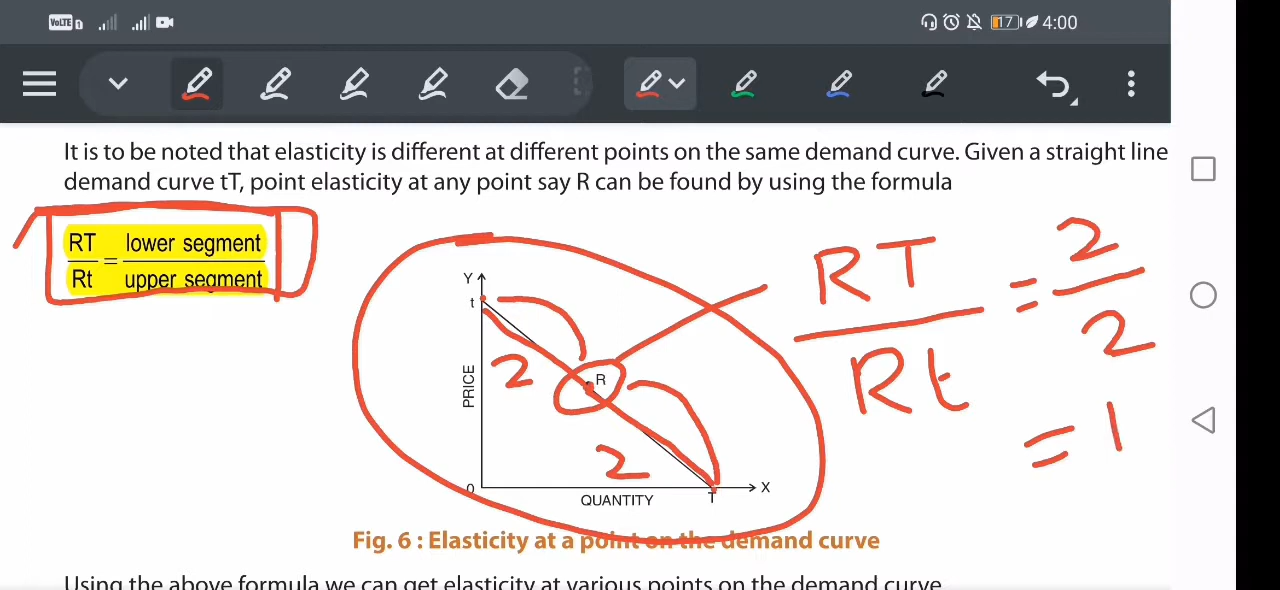 VoLTE 17 4:00
It is to be noted that elasticity is different at different points on the same demand curve. Given a straight line
demand curve tT, point elasticity at any point say R can be found by using the formula
RT/Rt = lower segment/upper segment
Y
t
PRICE
2
R
2
0
QUANTITY
T
X
RT/Rt = 2/2
= 1
Fig. 6 : Elasticity at a point on the demand curve
Using the above formula we can get elasticity at various points on the demand curve